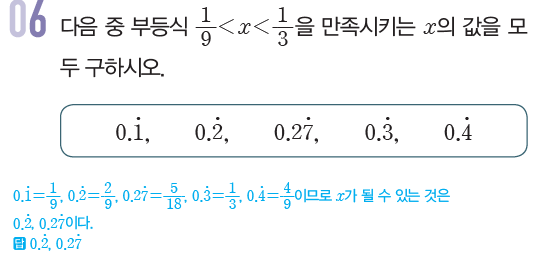 06 다음 중 부등식 1/9<x<1/3을 만족시키는 x의 값을 모
두 구하시오.
0.1̇, 0.2̇, 0.27̇, 0.3̇, 0.4̇
0.1̇=1/9, 0.2̇=2/9, 0.27̇=5/18, 0.3̇=1/3, 0.4̇=4/9이므로 x가 될 수 있는 것은
0.2̇, 0.27̇이다.
답 0.2̇, 0.27̇